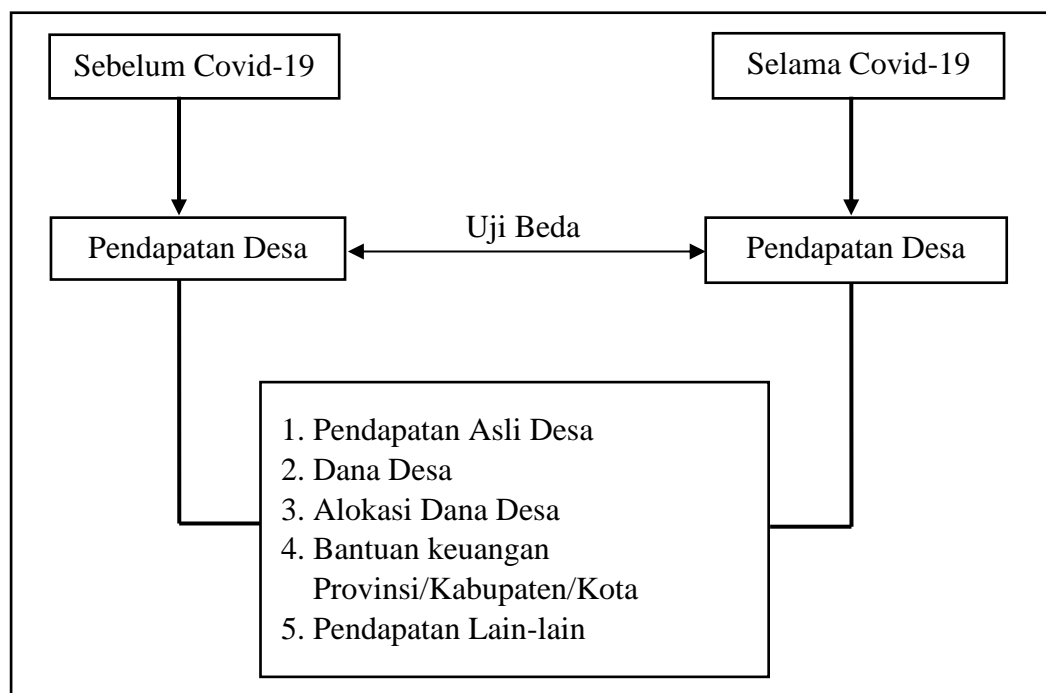 Sebelum Covid-19
Selama Covid-19
Pendapatan Desa
Uji Beda
Pendapatan Desa
1. Pendapatan Asli Desa
2. Dana Desa
3. Alokasi Dana Desa
4. Bantuan keuangan
Provinsi/Kabupaten/Kota
5. Pendapatan Lain-lain